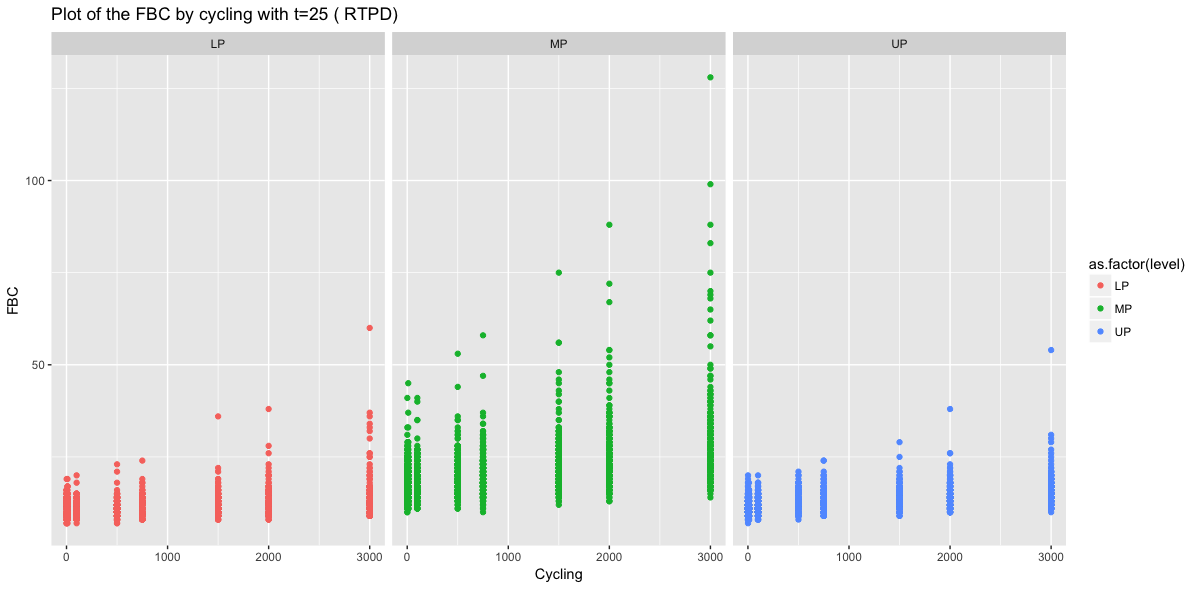 Plot of the FBC by cycling with t=25 ( RTPD)
LP
MP
UP
FBC
100
50
0
1000
2000
3000
0
1000
2000
3000
0
1000
2000
3000
Cycling
as.factor(level)
LP
MP
UP